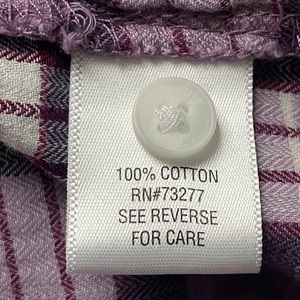 100% COTTON
RN#73277
SEE REVERSE
FOR CARE